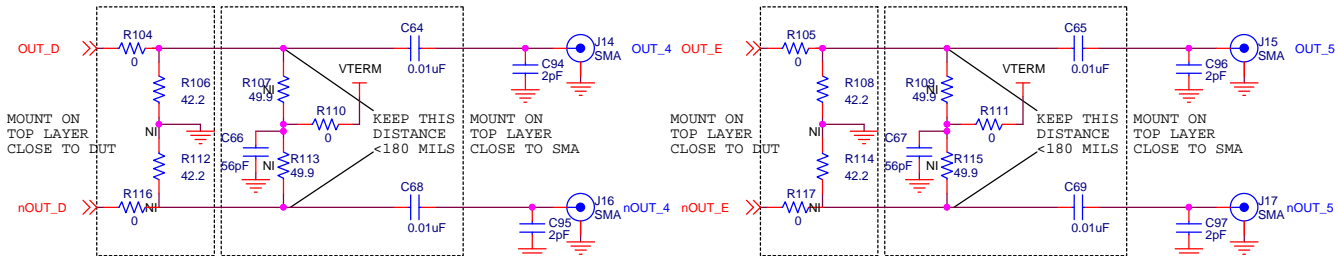 OUT_D
R104
0
R106
42.2
NI
R112
42.2
NI
nOUT_D
R116
0
MOUNT ON
TOP LAYER
CLOSE TO DUT
R107
NI
49.9
VTERM
R110
0
C66
56pF
R113
NI
49.9
KEEP THIS
DISTANCE
<180 MILS
C64
0.01uF
C68
0.01uF
MOUNT ON
TOP LAYER
CLOSE TO SMA
C94
2pF
J14
SMA
OUT_4
C95
2pF
J16
SMA
nOUT_4
OUT_E
R105
0
R108
42.2
NI
R114
42.2
NI
nOUT_E
R117
0
MOUNT ON
TOP LAYER
CLOSE TO DUT
R109
NI
49.9
VTERM
R111
0
C67
56pF
R115
NI
49.9
KEEP THIS
DISTANCE
<180 MILS
C65
0.01uF
C69
0.01uF
MOUNT ON
TOP LAYER
CLOSE TO SMA
C96
2pF
J15
SMA
OUT_5
C97
2pF
J17
SMA
nOUT_5